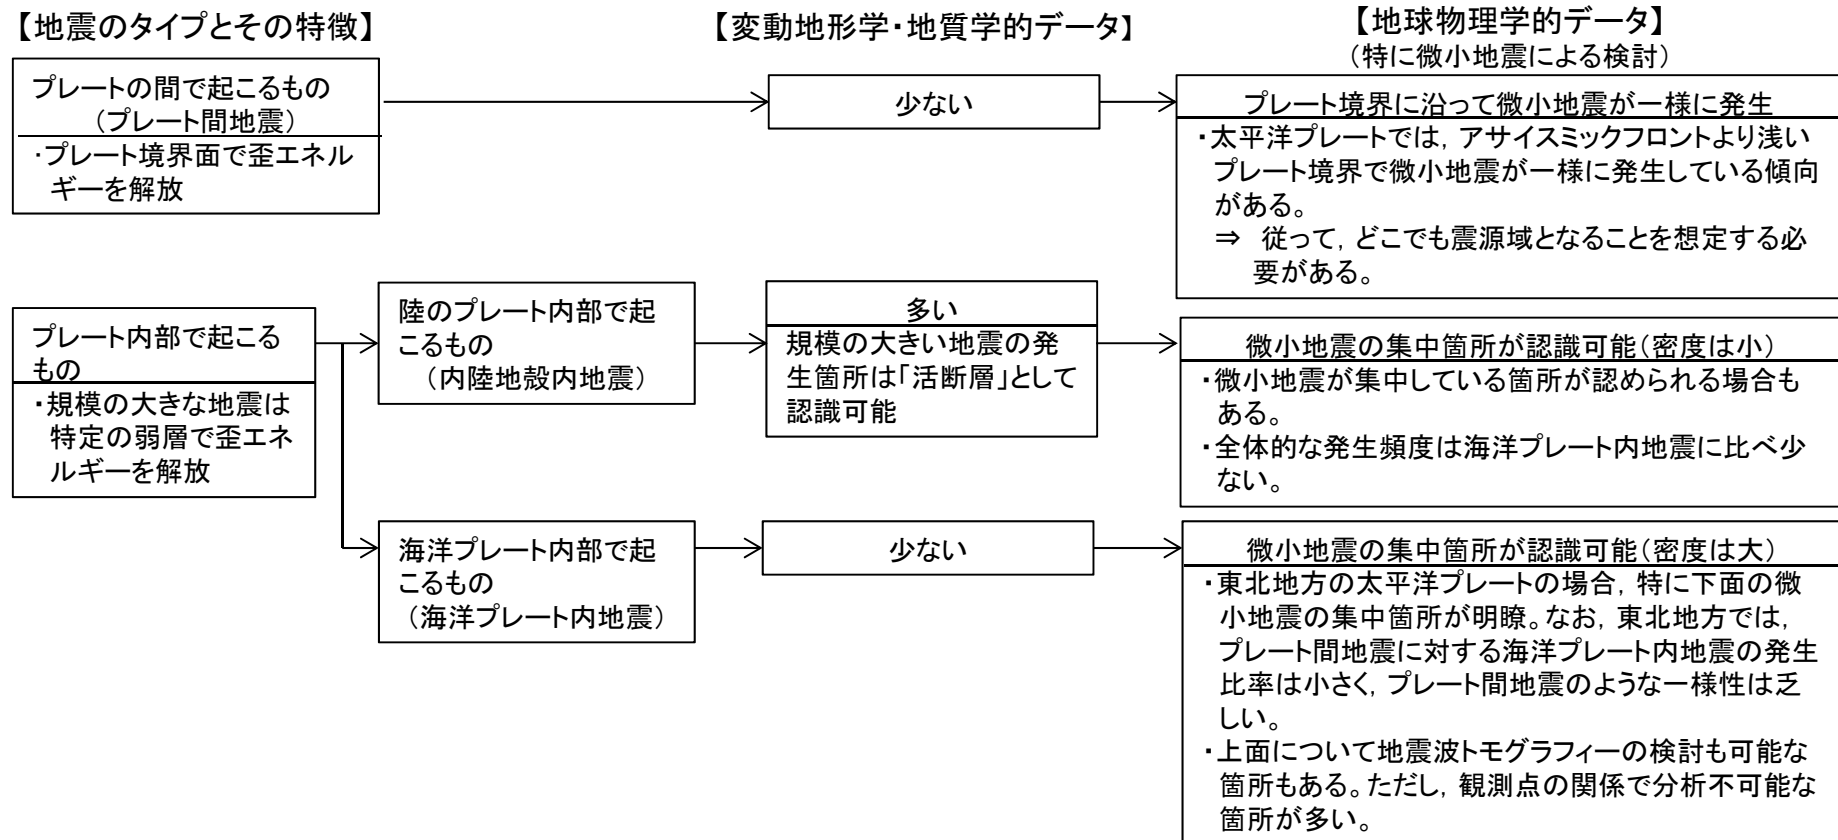 【地震のタイプとその特徴】
【変動地形学・地質学的データ】
【地球物理学的データ】
(特に微小地震による検討)
プレートの間で起こるもの
(プレート間地震)
・プレート境界面で歪エネル
ギーを解放
少ない
プレート境界に沿って微小地震が一様に発生
・太平洋プレートでは,アサイスミックフロントより浅い
プレート境界で微小地震が一様に発生している傾向
がある。
⇒ 従って,どこでも震源域となることを想定する必
要がある。
プレート内部で起こる
もの
・規模の大きな地震は
特定の弱層で歪エネ
ルギーを解放
陸のプレート内部で起
こるもの
(内陸地殻内地震)
多い
規模の大きい地震の発
生箇所は「活断層」として
認識可能
微小地震の集中箇所が認識可能(密度は小)
・微小地震が集中している箇所が認められる場合も
ある。
・全体的な発生頻度は海洋プレート内地震に比べ少
ない。
海洋プレート内部で起
こるもの
(海洋プレート内地震)
少ない
微小地震の集中箇所が認識可能(密度は大)
・東北地方の太平洋プレートの場合,特に下面の微
小地震の集中箇所が明瞭。なお,東北地方では,
プレート間地震に対する海洋プレート内地震の発生
比率は小さく,プレート間地震のような一様性は乏
しい。
・上面について地震波トモグラフィーの検討も可能な
箇所もある。ただし,観測点の関係で分析不可能な
箇所が多い。